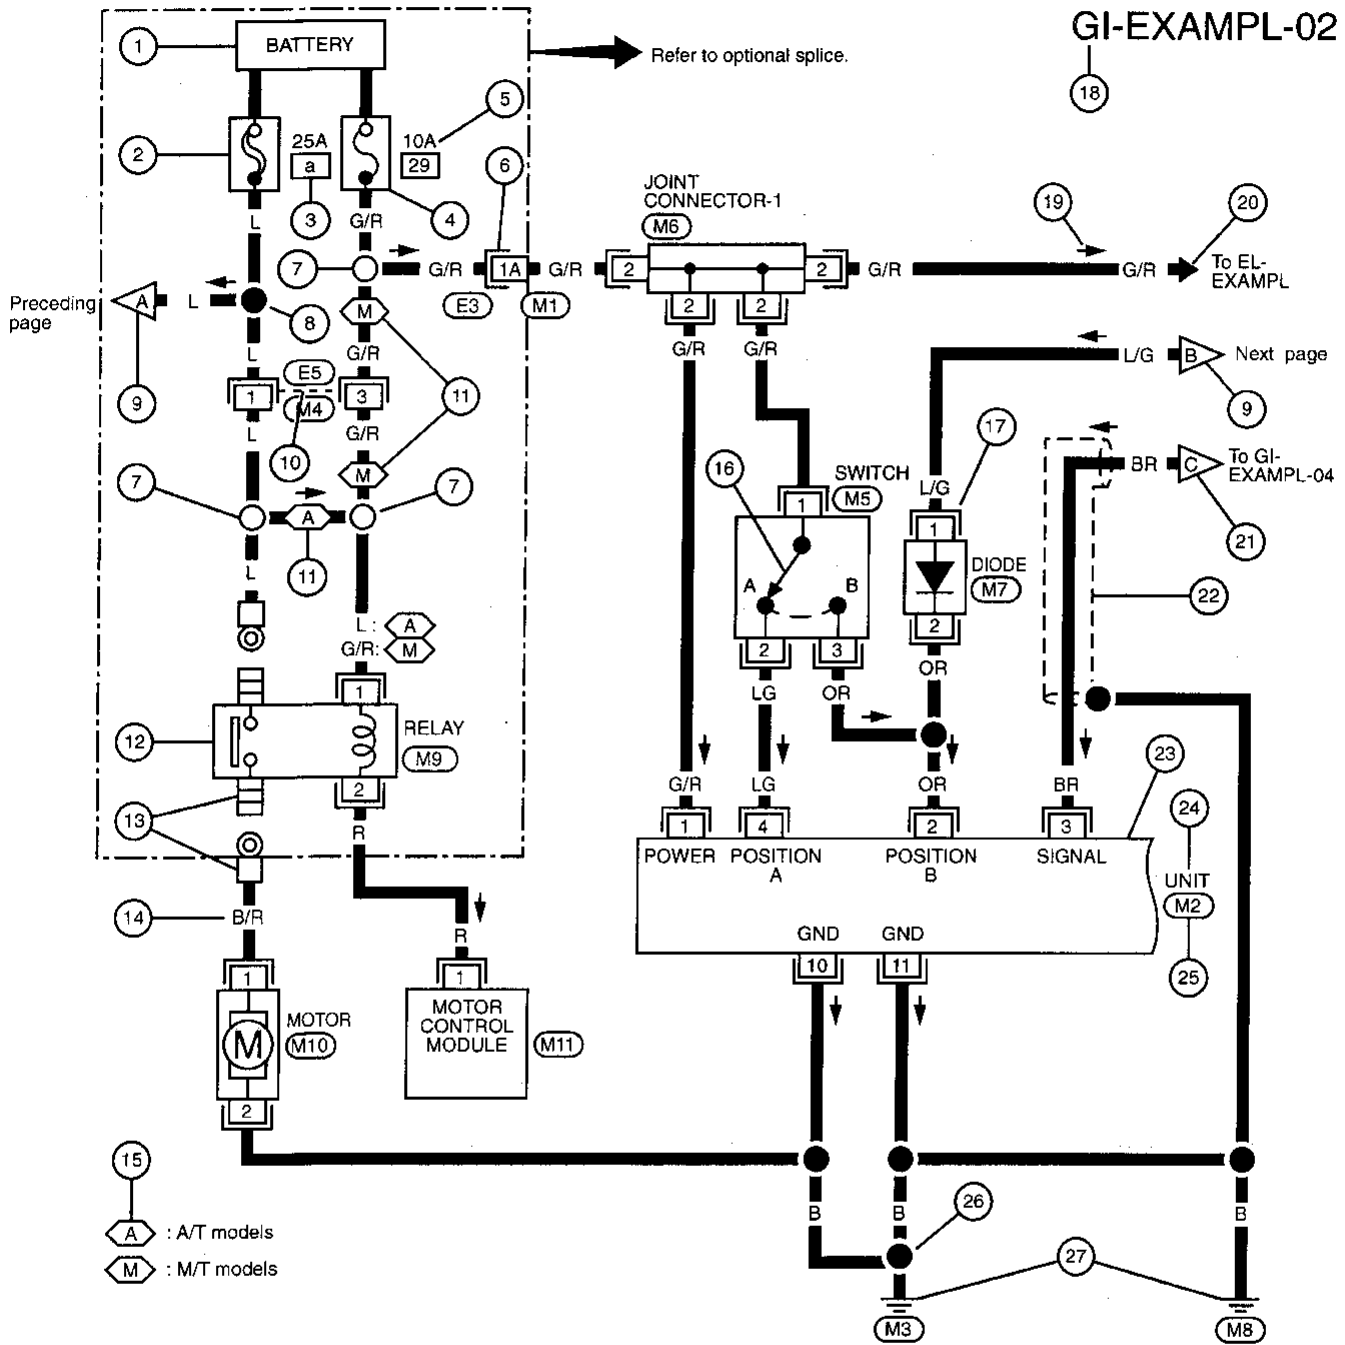 GI-EXAMPL-02
18
1
BATTERY
Refer to optional splice.
5
2
25A
a
10A
29
6
3
4
L
G/R
JOINT
CONNECTOR-1
M6
19
20
7
G/R
1A
G/R
2
2
G/R
G/R
To EL-
EXAMPL
E3
M1
2
2
Preceding
page
A
L
8
M
G/R
G/R
L/G
B
Next page
L
G/R
9
E5
1
3
M4
11
9
L
G/R
10
17
BR
C
To GI-
EXAMPL-04
16
SWITCH
M5
7
M
7
L/G
1
1
21
A
11
L
DIODE
M7
A
B
22
L :
A
G/R:
M
2
2
3
OR
1
LG
OR
12
RELAY
M9
23
2
G/R
LG
OR
BR
24
13
1
4
2
3
R
POWER
POSITION
A
POSITION
B
SIGNAL
UNIT
M2
14
B/R
R
GND
GND
10
11
25
1
1
MOTOR
CONTROL
MODULE
M11
M
MOTOR
M10
2
15
26
B
B
B
A
: A/T models
27
M
: M/T models
M3
M8